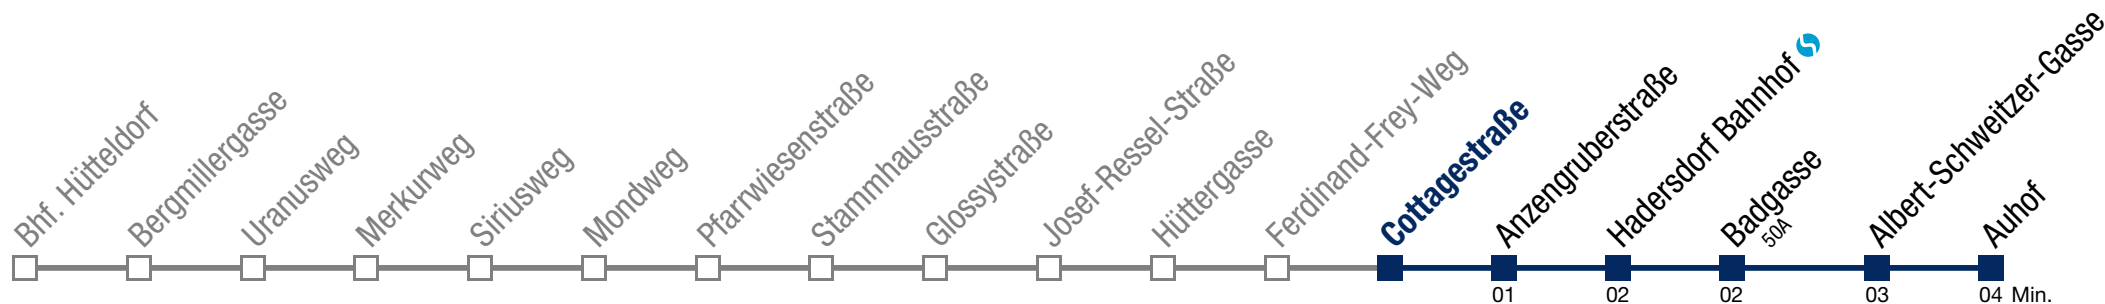 Bhf. Hütteldorf
Bergmillergasse
Uranusweg
Merkurweg
Siriusweg
Mondweg
Pfarrwiesenstraße
Stammhausstraße
Glossystraße
Josef-Ressel-Straße
Hüttergasse
Ferdinand-Frey-Weg
Cottagestraße
Anzengruberstraße
Hadersdorf Bahnhof
Badgasse
50A
Albert-Schweitzer-Gasse
Auhof
01 02 02 03 04 Min.